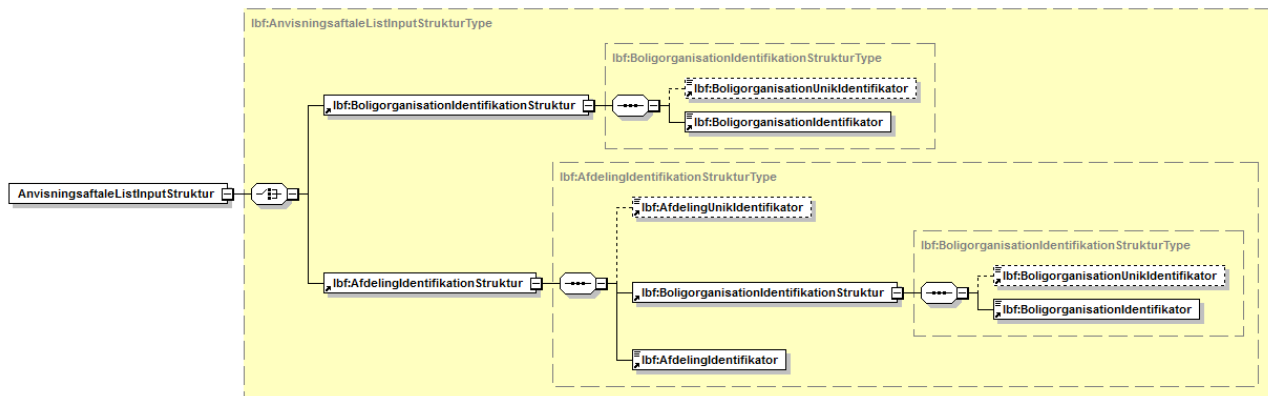 lbf:AnvisningsaftaleListInputStrukturType
lbf:BoligorganisationIdentifikationStrukturType
lbf:BoligorganisationUnikIdentifikator
lbf:BoligorganisationIdentifikationStruktur
lbf:BoligorganisationIdentifikator
lbf:AfdelingIdentifikationStrukturType
AnvisningsaftaleListInputStruktur
lbf:AfdelingUnikIdentifikator
lbf:BoligorganisationIdentifikationStrukturType
lbf:BoligorganisationUnikIdentifikator
lbf:AfdelingIdentifikationStruktur
lbf:BoligorganisationIdentifikationStruktur
lbf:BoligorganisationIdentifikator
lbf:AfdelingIdentifikator